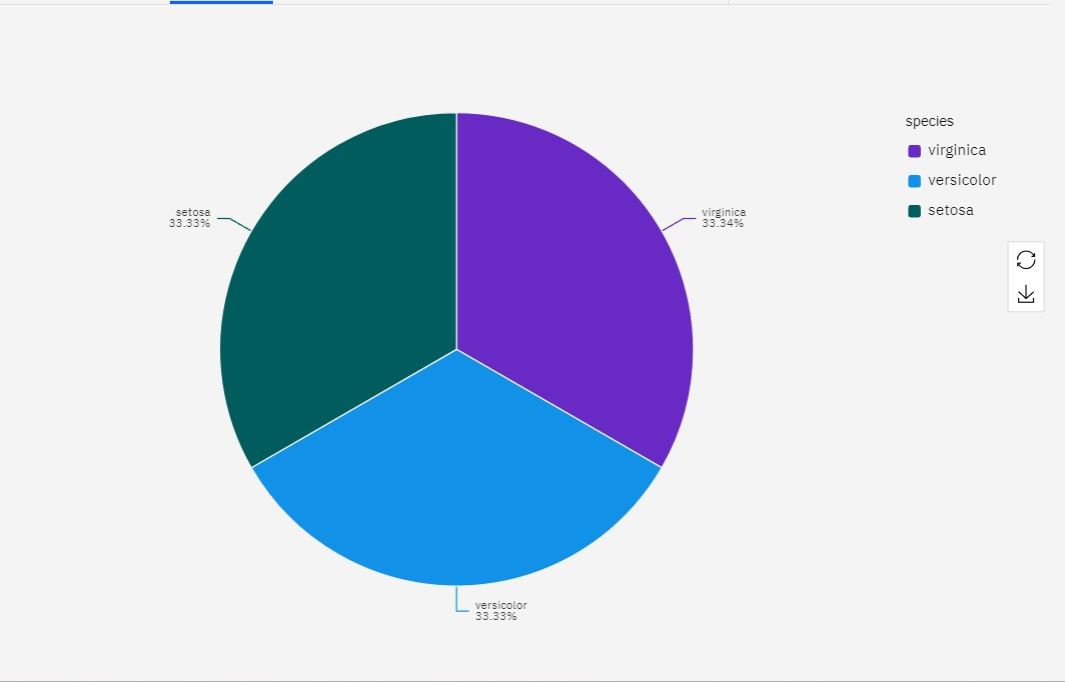 species
virginica
versicolor
setosa
setosa
33.33%
virginica
33.34%
versicolor
33.33%